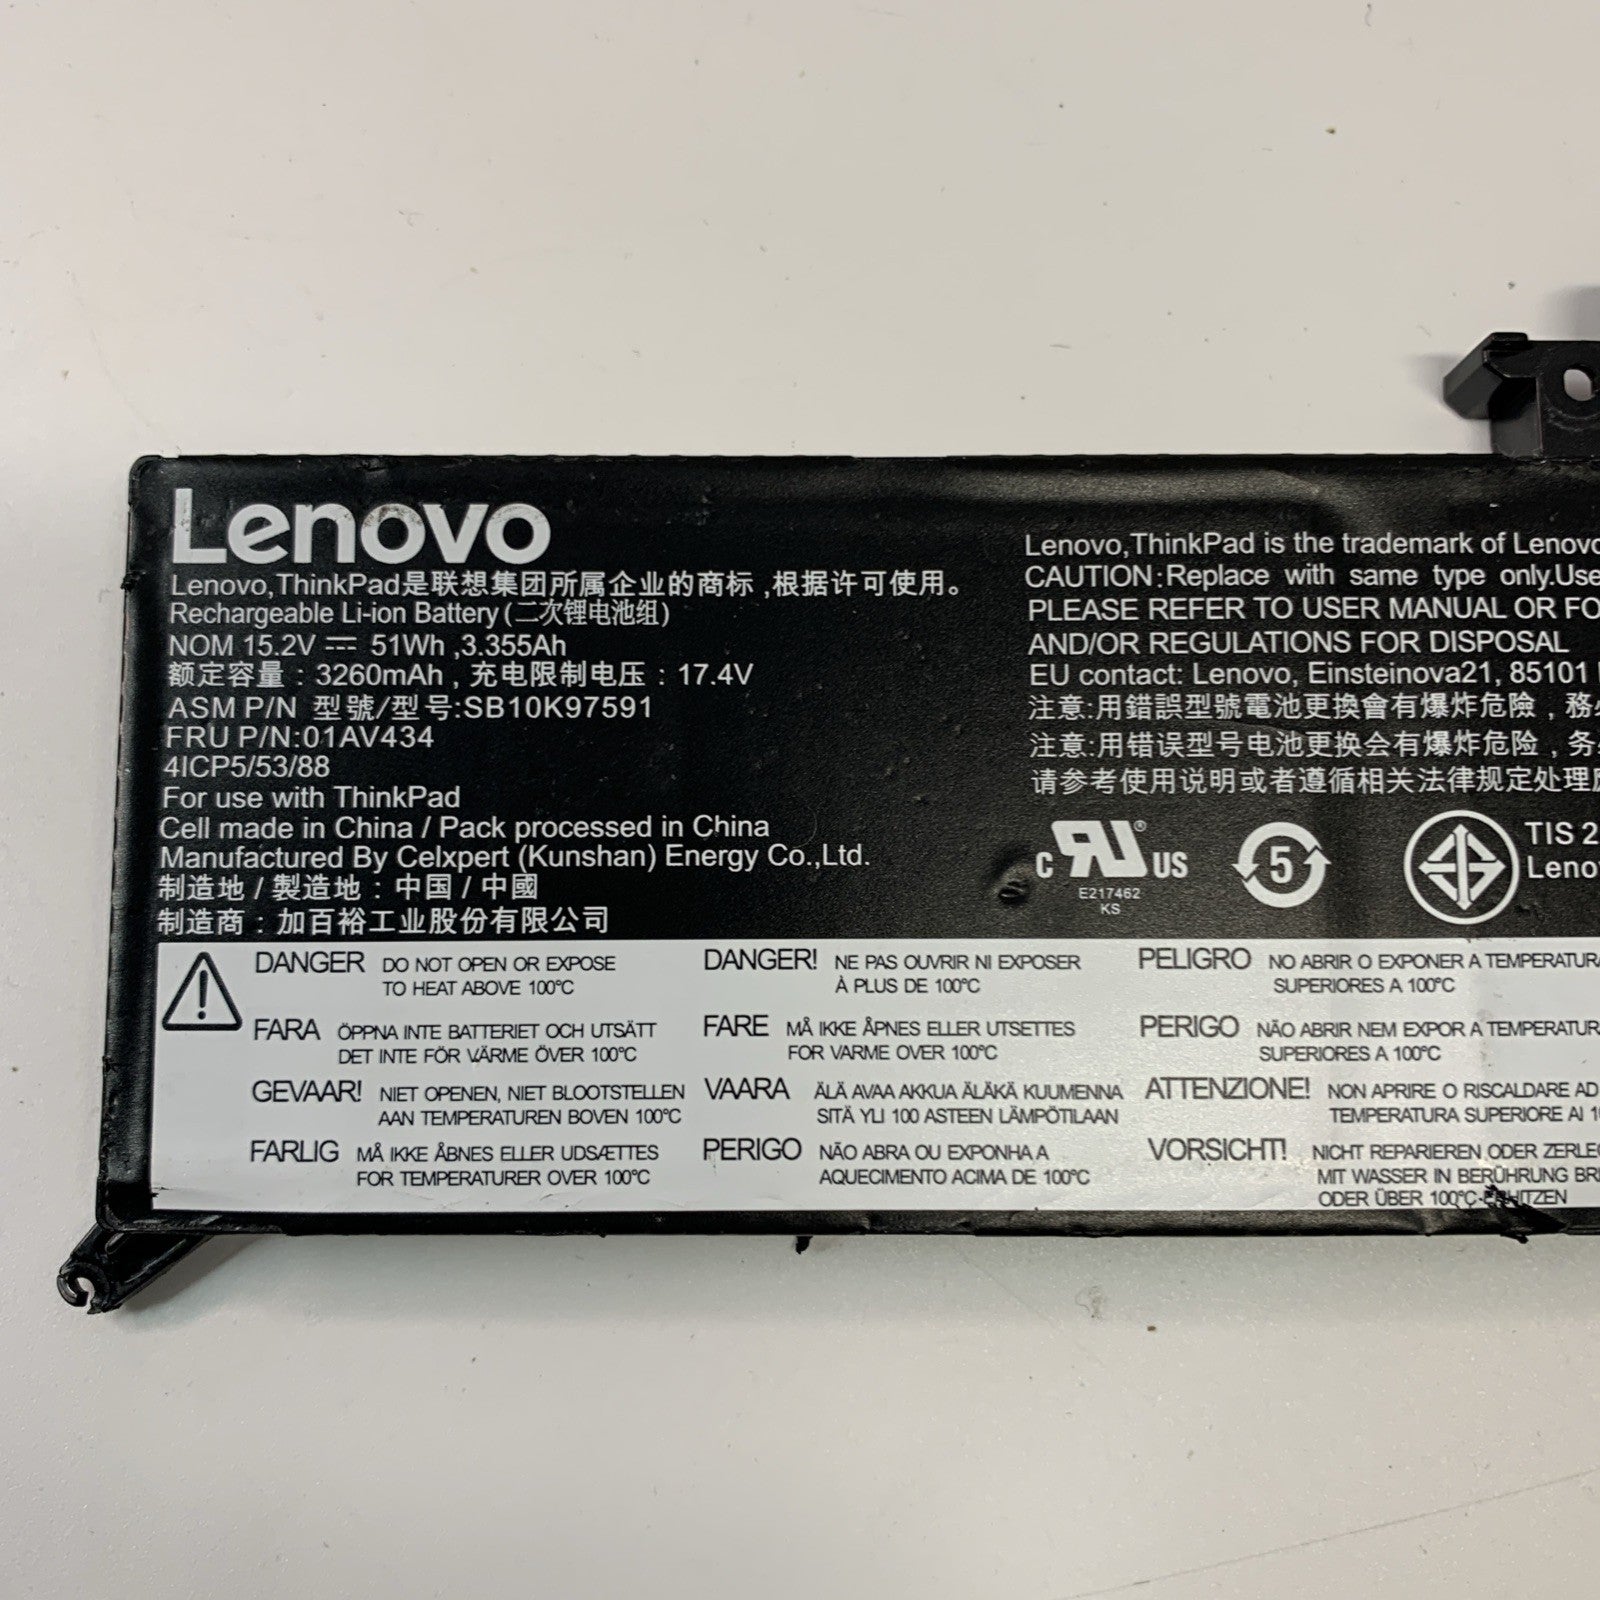 Lenovo
Lenovo,ThinkPad是联想集团所属企业的商标,根据许可使用。
Rechargeable Li-ion Battery (二次锂电池组)
NOM 15.2V ⎓ 51Wh ,3.355Ah
额定容量：3260mAh , 充电限制电压：17.4V
ASM P/N 型號/型号:SB10K97591
FRU P/N:01AV434
4ICP5/53/88
For use with ThinkPad
Cell made in China / Pack processed in China
Manufactured By Celxpert (Kunshan) Energy Co.,Ltd.
制造地 / 製造地：中国 / 中國
制造商：加百裕工业股份有限公司
Lenovo,ThinkPad is the trademark of Lenovo
CAUTION:Replace with same type only.Use
PLEASE REFER TO USER MANUAL OR FO
AND/OR REGULATIONS FOR DISPOSAL
EU contact: Lenovo, Einsteinova21, 85101
注意:用錯誤型號電池更換會有爆炸危險，務必
注意:用错误型号电池更换会有爆炸危险，务
请参考使用说明或者遵循相关法律规定处理
C RU ® US
E217462
KS
5
TIS 2
Leno
DANGER DO NOT OPEN OR EXPOSE
TO HEAT ABOVE 100°C
FARA ÖPPNA INTE BATTERIET OCH UTSÄTT
DET INTE FÖR VÄRME ÖVER 100°C
GEVAAR! NIET OPENEN, NIET BLOOTSTELLEN
AAN TEMPERATUREN BOVEN 100°C
FARLIG MÅ IKKE ÅBNES ELLER UDSÆTTES
FOR TEMPERATURER OVER 100°C
DANGER! NE PAS OUVRIR NI EXPOSER
À PLUS DE 100°C
FARE MÅ IKKE ÅPNES ELLER UTSETTES
FOR VARME OVER 100°C
VAARA ÄLÄ AVAA AKKUA ÄLÄKÄ KUUMENNA
SITÄ YLI 100 ASTEEN LÄMPÖTILAAN
PERIGO NÃO ABRA OU EXPONHA A
AQUECIMENTO ACIMA DE 100°C
PELIGRO NO ABRIR O EXPONER A TEMPERATURA
SUPERIORES A 100°C
PERIGO NÃO ABRIR NEM EXPOR A TEMPERATUR
SUPERIORES A 100°C
ATTENZIONE! NON APRIRE O RISCALDARE AD
TEMPERATURA SUPERIORE AI 1
VORSICHT! NICHT REPARIEREN ODER ZERLE
MIT WASSER IN BERÜHRUNG BR
ODER ÜBER 100°C ERHITZEN